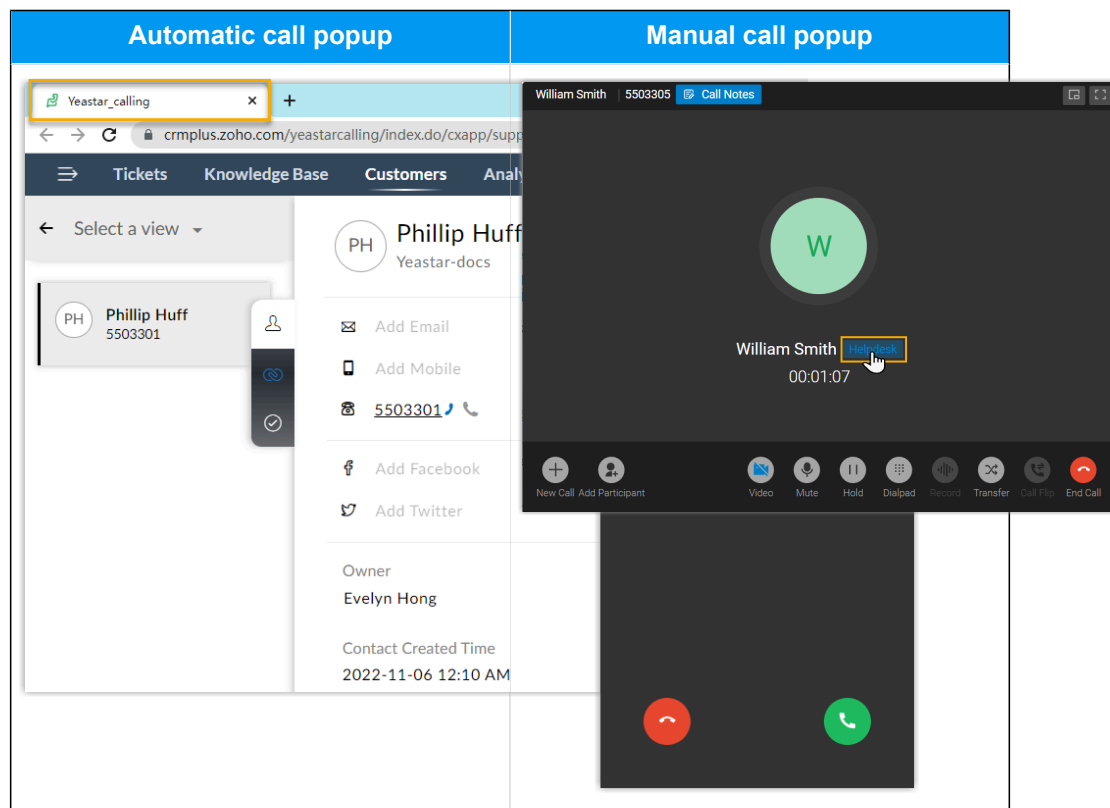 Automatic call popup
Manual call popup
Yeastar_calling
crmplus.zoho.com/yeastarcalling/index.do/cxapp/supp
Tickets Knowledge Base Customers Analy
Select a view
PH Phillip Huff
5503301
PH Phillip Huff
Yeastar-docs
Add Email
Add Mobile
5503301
Add Facebook
Add Twitter
Owner
Evelyn Hong
Contact Created Time
2022-11-06 12:10 AM
William Smith 5503305 Call Notes
W
William Smith Helpdesk
00:01:07
New Call Add Participant Video Mute Hold Dialpad Record Transfer Call Flip End Call